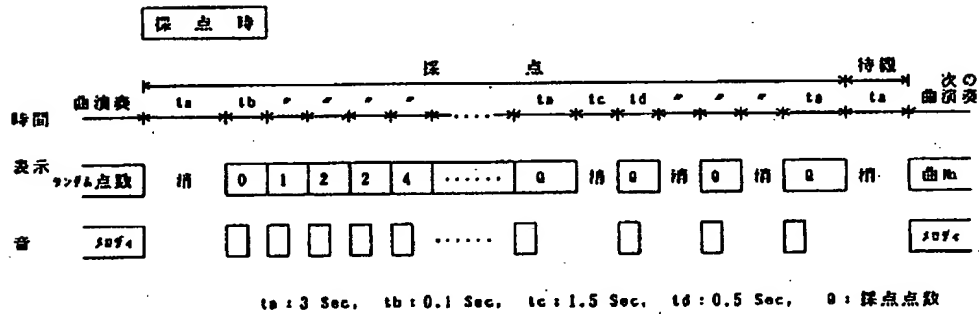 採点時
採点 待機
曲演奏 ta tb 〃 〃 〃 〃 ‥‥‥ ta tc td 〃 〃 〃 ta ta 次の曲演奏
時間
表示 ランダム点数 消 0 1 2 2 4 ‥‥‥ Q 消 Q 消 Q 消 Q 消 曲No.
音 メロディ ‥‥‥ メロディ
ta:3 Sec, tb:0.1 Sec, tc:1.5 Sec, td:0.5 Sec, Q:採点点数